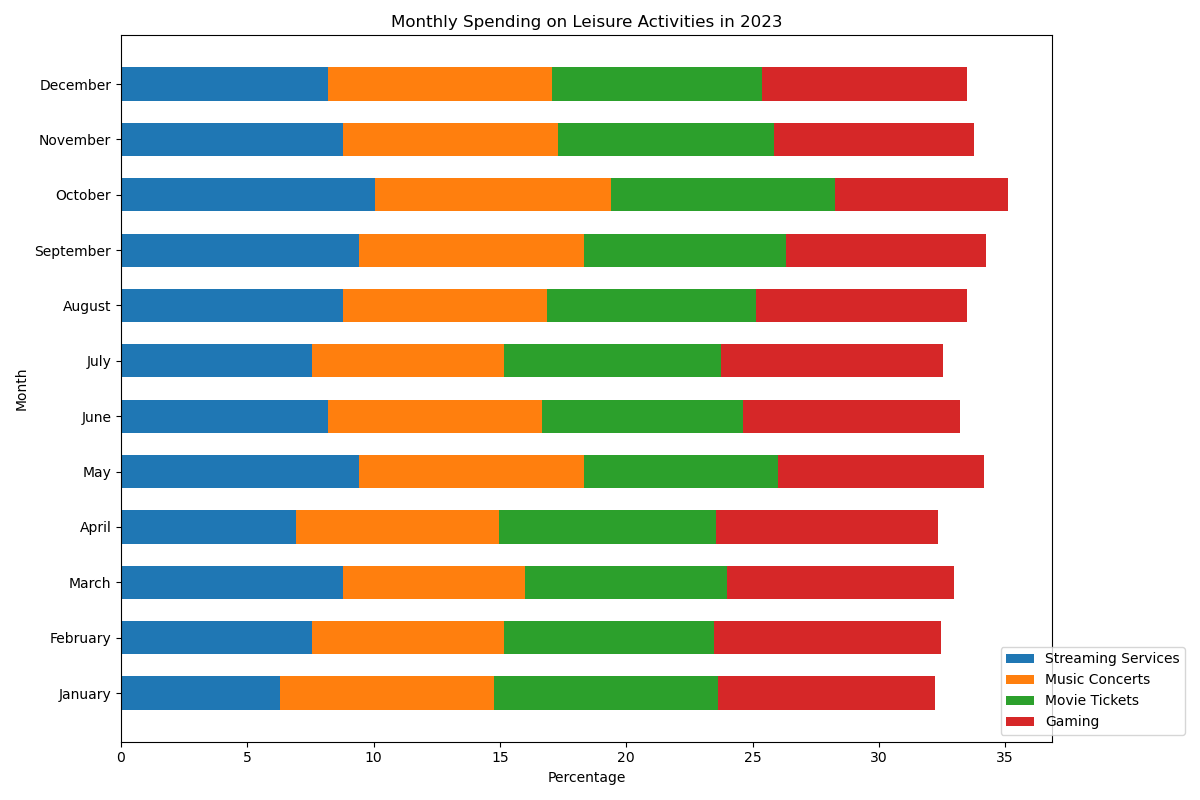 Monthly Spending on Leisure Activities in 2023
December
November
October
September
August
July
June
May
April
March
February
January
Month
0 5 10 15 20 25 30 35
Percentage
Streaming Services
Music Concerts
Movie Tickets
Gaming